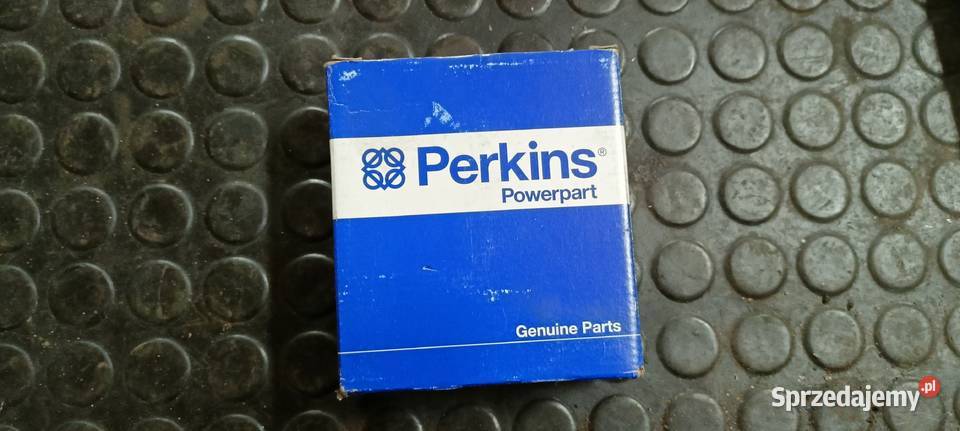 Perkins®
Powerpart
Genuine Parts
Sprzedajemy.pl